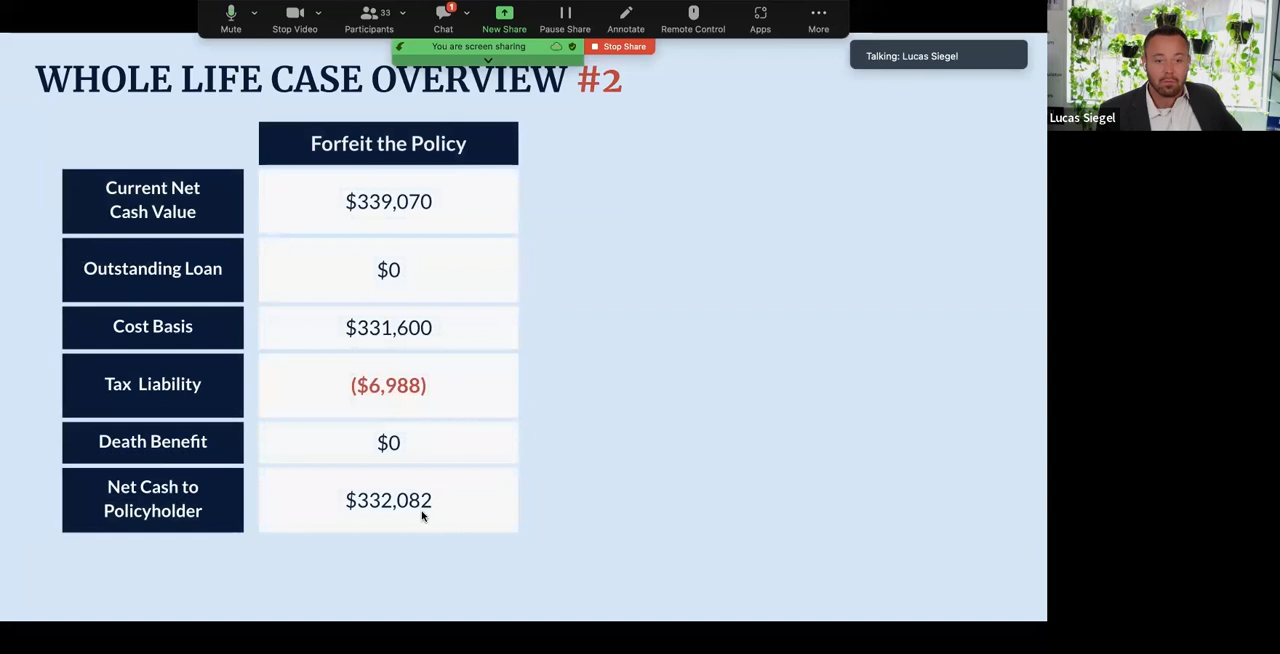 Mute
Stop Video
Participants
33
Chat
1
New Share
Pause Share
Annotate
Remote Control
Apps
More
You are screen sharing
Stop Share
Talking: Lucas Siegel
Lucas Siegel
WHOLE LIFE CASE OVERVIEW #2
Forfeit the Policy
Current Net
Cash Value
$339,070
Outstanding Loan
$0
Cost Basis
$331,600
Tax Liability
($6,988)
Death Benefit
$0
Net Cash to
Policyholder
$332,082